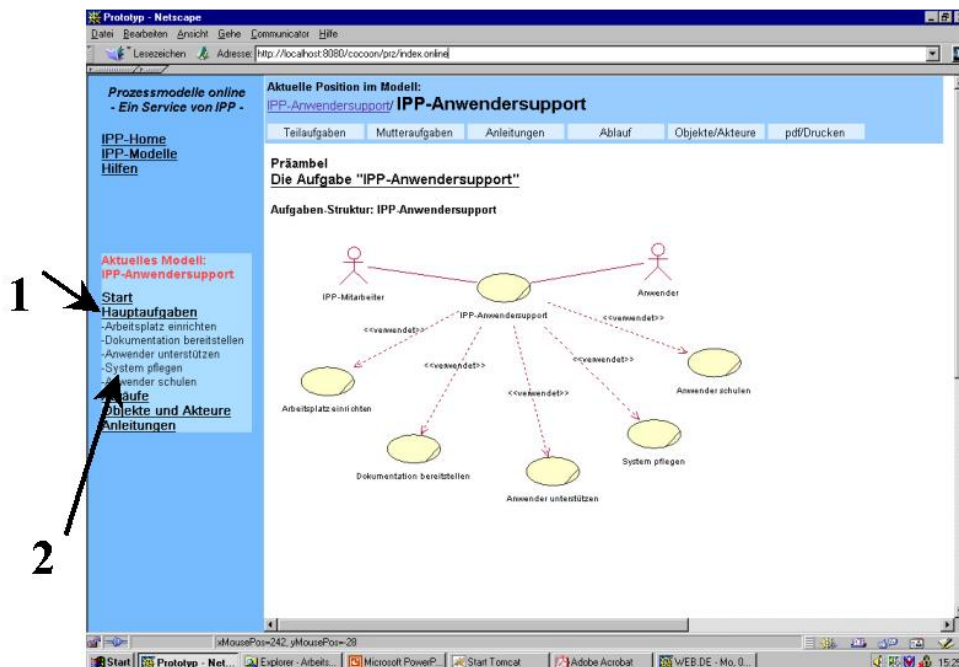 Prototyp - Netscape
Datei Bearbeiten Ansicht Gehe Communicator Hilfe
Lesezeichen Adresse: http://localhost:8080/cocoon/prz/index.online
Prozessmodelle online
- Ein Service von IPP -
IPP-Home
IPP-Modelle
Hilfen
Aktuelles Modell:
IPP-Anwendersupport
Start
Hauptaufgaben
-Arbeitsplatz einrichten
-Dokumentation bereitstellen
-Anwender unterstützen
-System pflegen
-Anwender schulen
Abläufe
Objekte und Akteure
Anleitungen
1
2
Aktuelle Position im Modell:
IPP-Anwendersupport/ IPP-Anwendersupport
Teilaufgaben Mutteraufgaben Anleitungen Ablauf Objekte/Akteure pdf/Drucken
Präambel
Die Aufgabe "IPP-Anwendersupport"
Aufgaben-Struktur: IPP-Anwendersupport
IPP-Mitarbeiter
Anwender
IPP-Anwendersupport
<<verwendet>>
<<verwendet>>
<<verwendet>>
<<verwendet>>
<<verwendet>>
Arbeitsplatz einrichten
Anwender schulen
Dokumentation bereitstellen
System pflegen
Anwender unterstützen
xMousePos=242, yMousePos=-28
Start Prototyp - Net... Explorer - Arbeits... Microsoft PowerP... Start Tomcat Adobe Acrobat WEB.DE - Mo, 0...